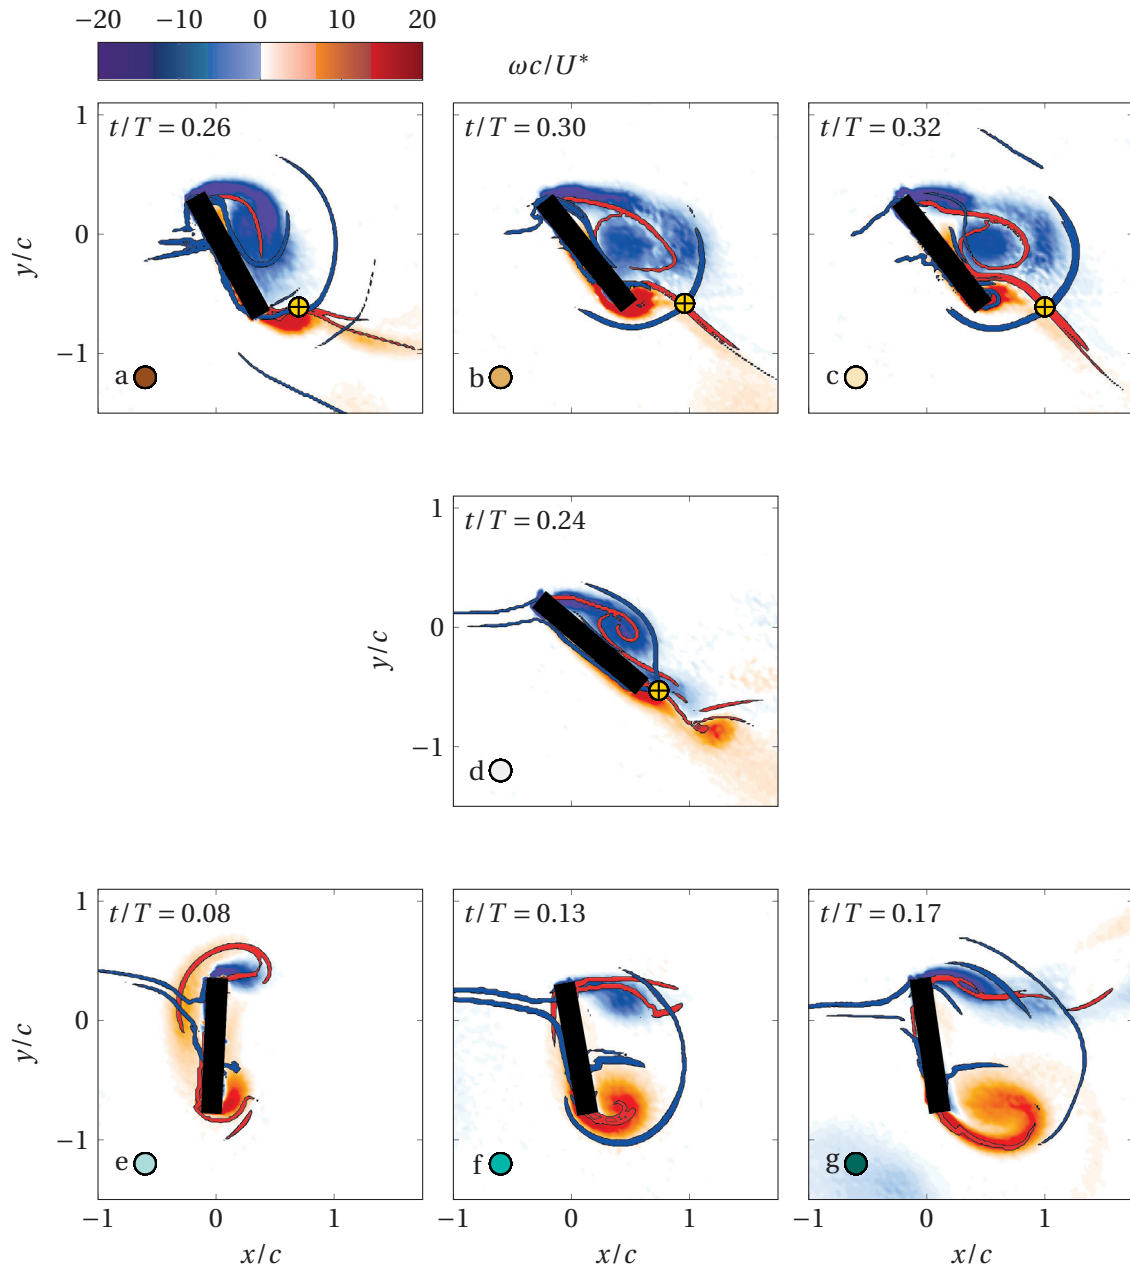 −20 −10 0 10 20
ωc/U*
t/T = 0.26
t/T = 0.30
t/T = 0.32
1
0
−1
y/c
a
b
c
t/T = 0.24
1
0
−1
y/c
d
t/T = 0.08
t/T = 0.13
t/T = 0.17
1
0
−1
y/c
e
f
g
−1 0 1
−1 0 1
−1 0 1
x/c
x/c
x/c